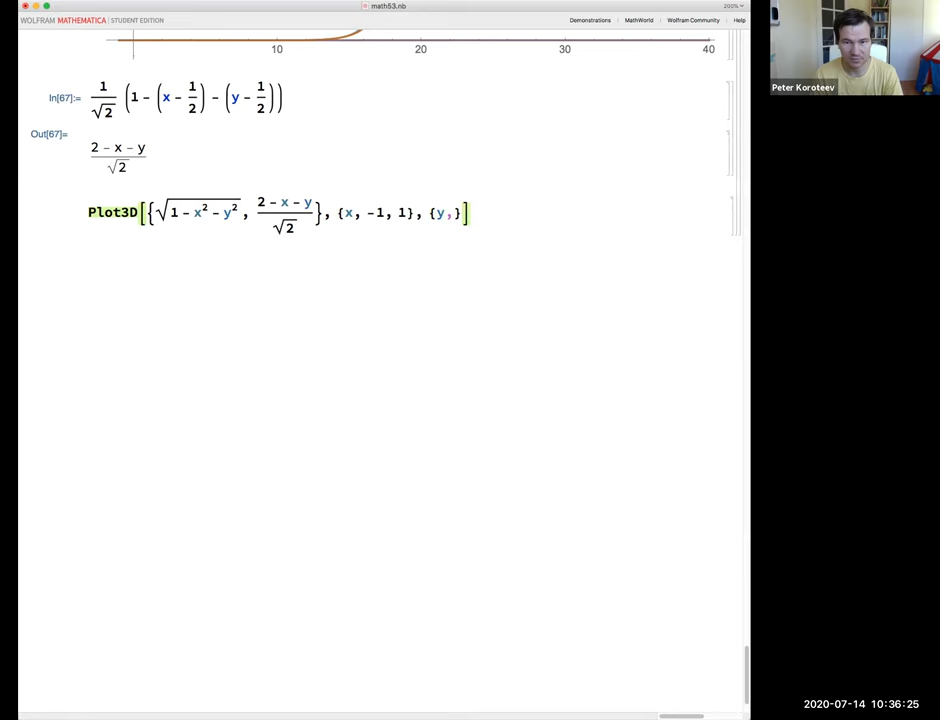 math53.nb
200%
WOLFRAM MATHEMATICA | STUDENT EDITION
Demonstrations | MathWorld | Wolfram Community | Help
10 20 30 40
In[67]:= 1/√2 (1 - (x - 1/2) - (y - 1/2))
Out[67]= (2 - x - y)/√2
Plot3D[{√(1 - x² - y²), (2 - x - y)/√2}, {x, -1, 1}, {y,}]
Peter Koroteev
2020-07-14 10:36:25